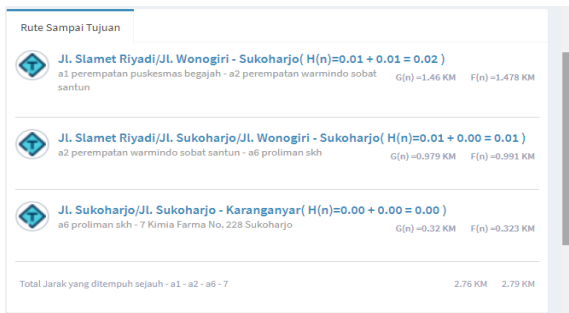 Rute Sampai Tujuan
Jl. Slamet Riyadi/Jl. Wonogiri - Sukoharjo( H(n)=0.01 + 0.01 = 0.02 )
a1 perempatan puskesmas begajah - a2 perempatan warmindo sobat santun
G(n) =1.46 KM F(n) =1.478 KM
Jl. Slamet Riyadi/Jl. Sukoharjo/Jl. Wonogiri - Sukoharjo( H(n)=0.01 + 0.00 = 0.01 )
a2 perempatan warmindo sobat santun - a6 proliman skh
G(n) =0.979 KM F(n) =0.991 KM
Jl. Sukoharjo/Jl. Sukoharjo - Karanganyar( H(n)=0.00 + 0.00 = 0.00 )
a6 proliman skh - 7 Kimia Farma No. 228 Sukoharjo
G(n) =0.32 KM F(n) =0.323 KM
Total Jarak yang ditempuh sejauh - a1 - a2 - a6 - 7 2.76 KM 2.79 KM